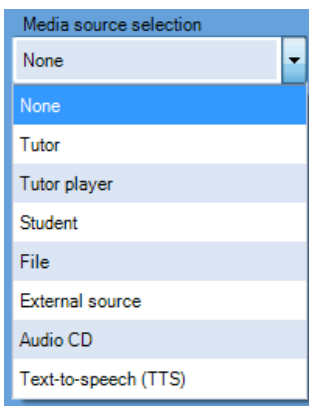 Media source selection
None
None
Tutor
Tutor player
Student
File
External source
Audio CD
Text-to-speech (TTS)